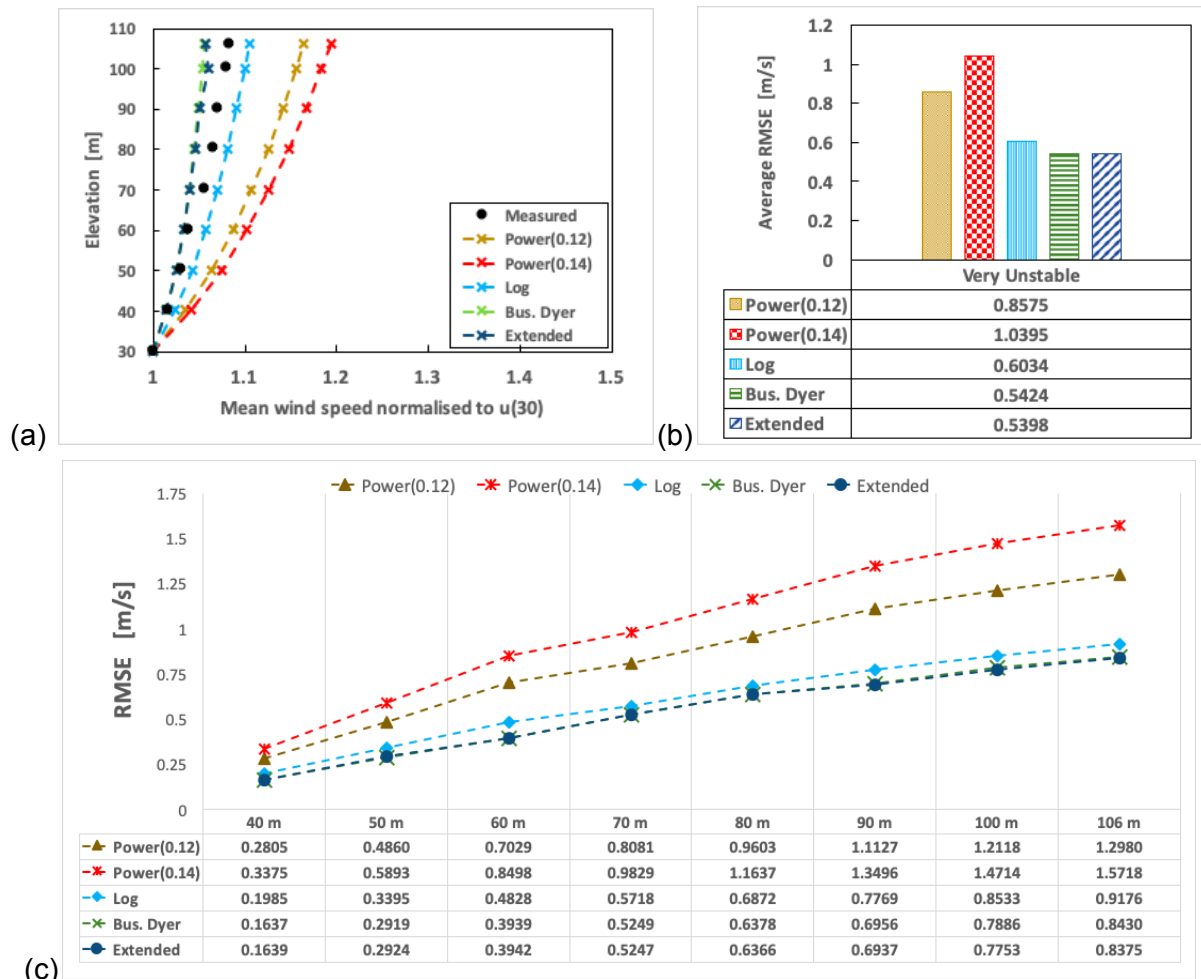 110
100
90
80
70
60
50
40
30
Elevation [m]
Measured
Power(0.12)
Power(0.14)
Log
Bus. Dyer
Extended
1 1.1 1.2 1.3 1.4 1.5
Mean wind speed normalised to u(30)
(a)
1.2
1
0.8
0.6
0.4
0.2
0
Average RMSE [m/s]
Very Unstable
Power(0.12) 0.8575
Power(0.14) 1.0395
Log 0.6034
Bus. Dyer 0.5424
Extended 0.5398
(b)
Power(0.12) Power(0.14) Log Bus. Dyer Extended
1.75
1.5
1.25
1
0.75
0.5
0.25
0
RMSE [m/s]
40 m 50 m 60 m 70 m 80 m 90 m 100 m 106 m
Power(0.12) 0.2805 0.4860 0.7029 0.8081 0.9603 1.1127 1.2118 1.2980
Power(0.14) 0.3375 0.5893 0.8498 0.9829 1.1637 1.3496 1.4714 1.5718
Log 0.1985 0.3395 0.4828 0.5718 0.6872 0.7769 0.8533 0.9176
Bus. Dyer 0.1637 0.2919 0.3939 0.5249 0.6378 0.6956 0.7886 0.8430
Extended 0.1639 0.2924 0.3942 0.5247 0.6366 0.6937 0.7753 0.8375
(c)